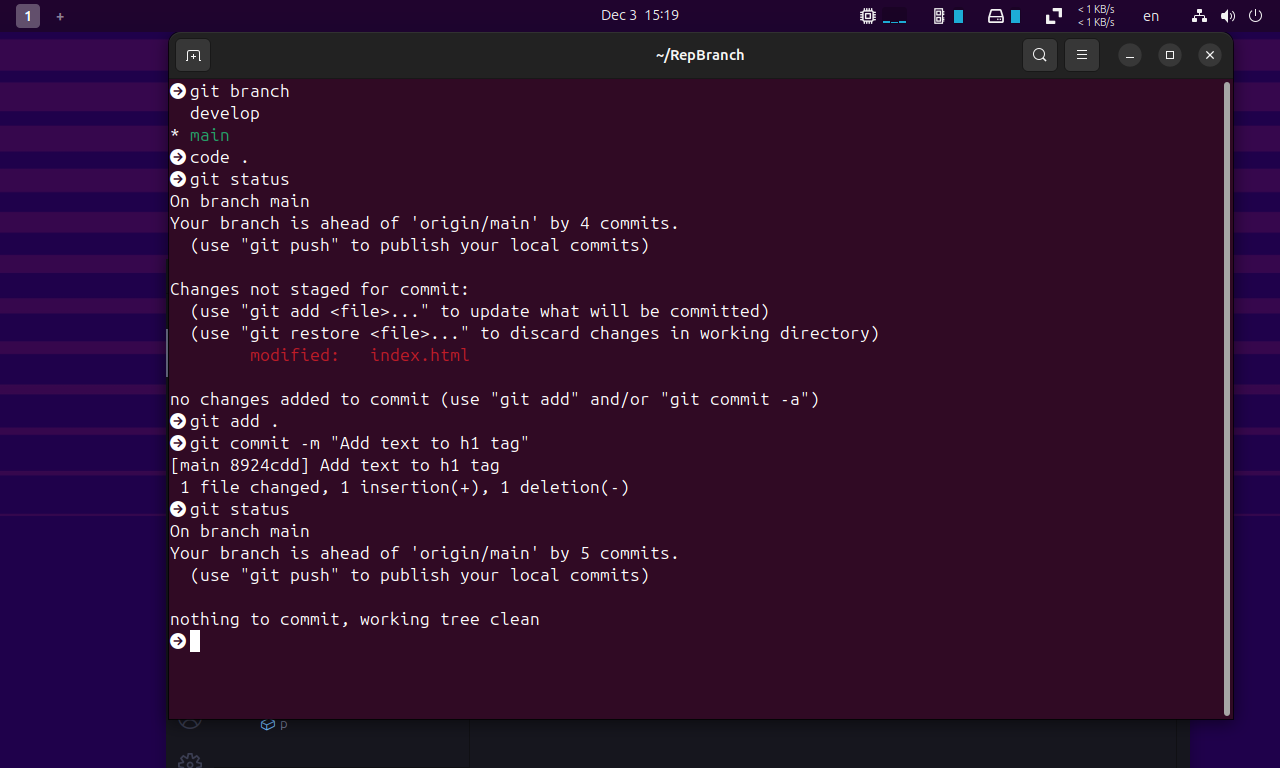 1 + Dec 3 15:19 < 1 KB/s en
< 1 KB/s
~/RepBranch
git branch
develop
* main
code .
git status
On branch main
Your branch is ahead of 'origin/main' by 4 commits.
(use "git push" to publish your local commits)
Changes not staged for commit:
(use "git add <file>..." to update what will be committed)
(use "git restore <file>..." to discard changes in working directory)
modified: index.html
no changes added to commit (use "git add" and/or "git commit -a")
git add .
git commit -m "Add text to h1 tag"
[main 8924cdd] Add text to h1 tag
1 file changed, 1 insertion(+), 1 deletion(-)
git status
On branch main
Your branch is ahead of 'origin/main' by 5 commits.
(use "git push" to publish your local commits)
nothing to commit, working tree clean
p